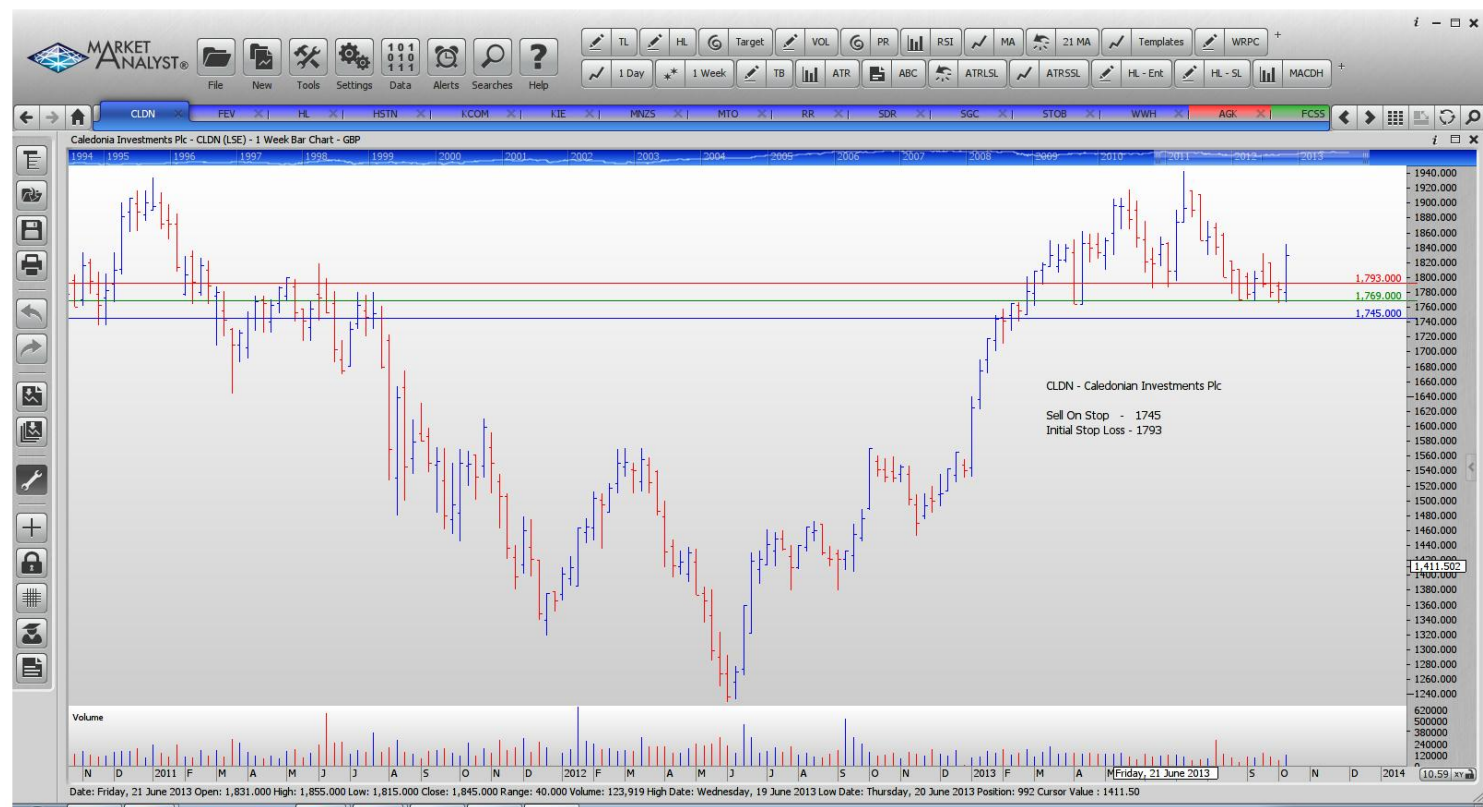 i
MARKET ANALYST®
File New Tools Settings Data Alerts Searches Help
TL HL Target VOL PR RSI MA 21 MA Templates WRPC +
1 Day 1 Week TB ATR ABC ATRLSL ATRSSL HL - Ent HL - SL MACDH +
101
010
111
CLDN FEV HL HSTN KCOM KIE MNZS MTO RR SDR SGC STOB WWH AGK FCSS
Caledonia Investments Plc - CLDN (LSE) - 1 Week Bar Chart - GBP
i
1994 1995 1996 1997 1998 1999 2000 2001 2002 2003 2004 2005 2006 2007 2008 2009 2010 2011 2012 2013
1940.000
1920.000
1900.000
1880.000
1860.000
1840.000
1820.000
1800.000
1,793.000
1780.000
1,769.000
1760.000
1,745.000
1740.000
1720.000
1700.000
1680.000
1660.000
1640.000
1620.000
1600.000
1580.000
1560.000
1540.000
1520.000
1500.000
1480.000
1460.000
1440.000
1,411.502
1400.000
1380.000
1360.000
1340.000
1320.000
1300.000
1280.000
1260.000
1240.000
CLDN - Caledonian Investments Plc
Sell On Stop - 1745
Initial Stop Loss - 1793
Volume
620000
500000
380000
240000
120000
N D 2011 F M A M J J A S O N D 2012 F M A M J J A S O N D 2013 F M A M Friday, 21 June 2013 S O N D 2014
10.59 XY
Date: Friday, 21 June 2013 Open: 1,831.000 High: 1,855.000 Low: 1,815.000 Close: 1,845.000 Range: 40.000 Volume: 123,919 High Date: Wednesday, 19 June 2013 Low Date: Thursday, 20 June 2013 Position: 992 Cursor Value : 1411.50